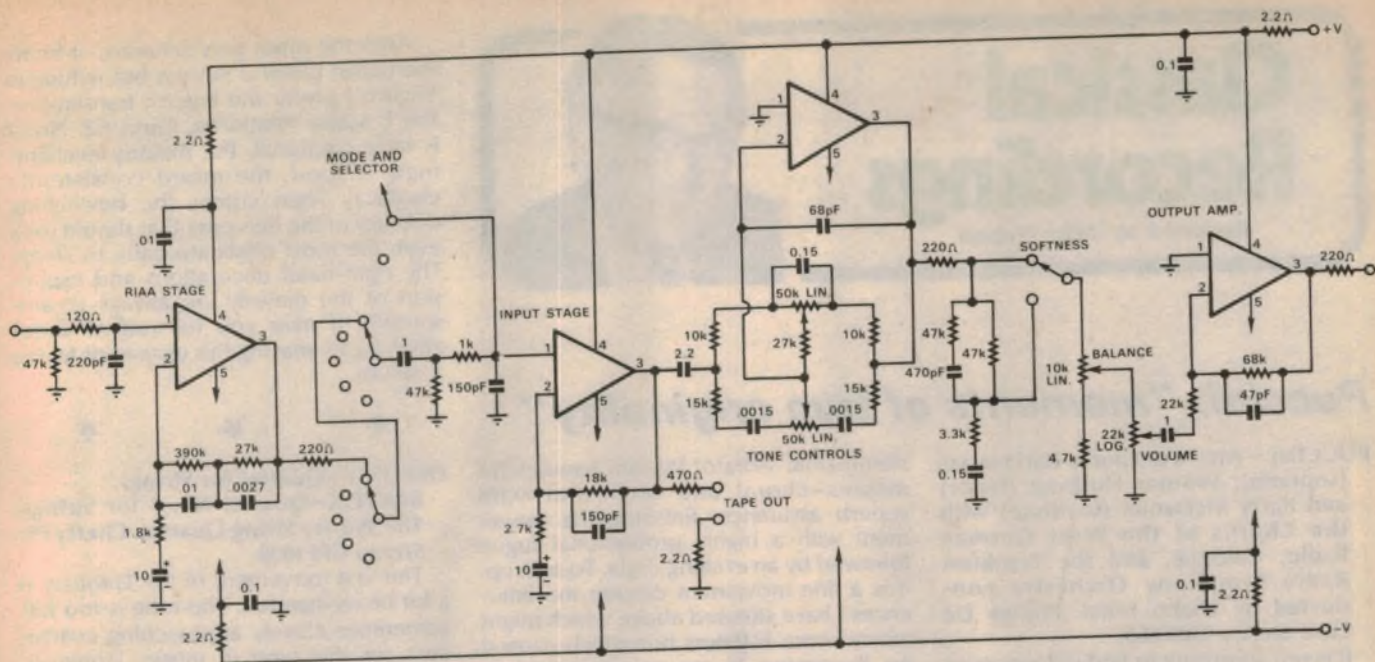 2.2Ω
+V
0.1
2.2Ω
MODE AND
SELECTOR
.01
RIAA STAGE
120Ω
47k
220pF
1
2
3
4
5
390k
27k
220Ω
.01
.0027
10
+
2.2Ω
0.1
1
1k
47k
150pF
INPUT STAGE
1
2
3
4
5
18k
150pF
2.7k
10
470Ω
TAPE OUT
2.2Ω
2.2
1
2
3
4
5
68pF
0.15
50k LIN.
10k
27k
10k
15k
15k
.0015
.0015
50k LIN.
TONE CONTROLS
220Ω
SOFTNESS
47k
47k
470pF
3.3k
0.15
BALANCE
10k
LIN.
4.7k
22k
LOG.
VOLUME
1
22k
OUTPUT AMP.
1
2
3
4
5
68k
47pF
220Ω
0.1
2.2Ω
-V